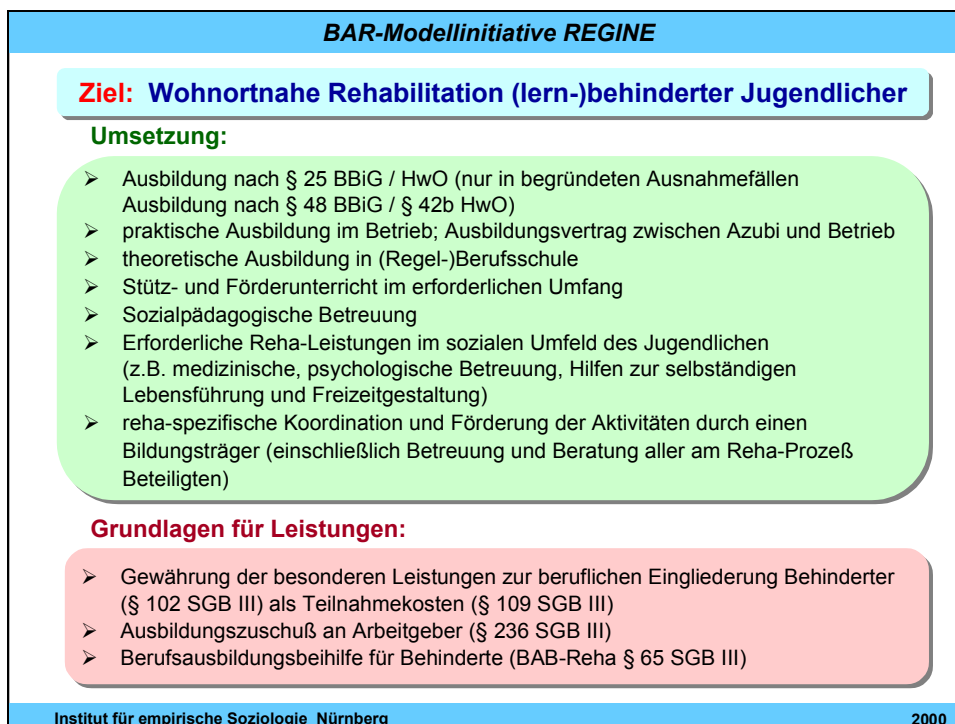 BAR-Modellinitiative REGINE
Ziel: Wohnortnahe Rehabilitation (lern-)behinderter Jugendlicher
Umsetzung:
➢ Ausbildung nach § 25 BBiG / HwO (nur in begründeten Ausnahmefällen
Ausbildung nach § 48 BBiG / § 42b HwO)
➢ praktische Ausbildung im Betrieb; Ausbildungsvertrag zwischen Azubi und Betrieb
➢ theoretische Ausbildung in (Regel-)Berufsschule
➢ Stütz- und Förderunterricht im erforderlichen Umfang
➢ Sozialpädagogische Betreuung
➢ Erforderliche Reha-Leistungen im sozialen Umfeld des Jugendlichen
(z.B. medizinische, psychologische Betreuung, Hilfen zur selbständigen
Lebensführung und Freizeitgestaltung)
➢ reha-spezifische Koordination und Förderung der Aktivitäten durch einen
Bildungsträger (einschließlich Betreuung und Beratung aller am Reha-Prozeß
Beteiligten)
Grundlagen für Leistungen:
➢ Gewährung der besonderen Leistungen zur beruflichen Eingliederung Behinderter
(§ 102 SGB III) als Teilnahmekosten (§ 109 SGB III)
➢ Ausbildungszuschuß an Arbeitgeber (§ 236 SGB III)
➢ Berufsausbildungsbeihilfe für Behinderte (BAB-Reha § 65 SGB III)
Institut für empirische Soziologie Nürnberg 2000